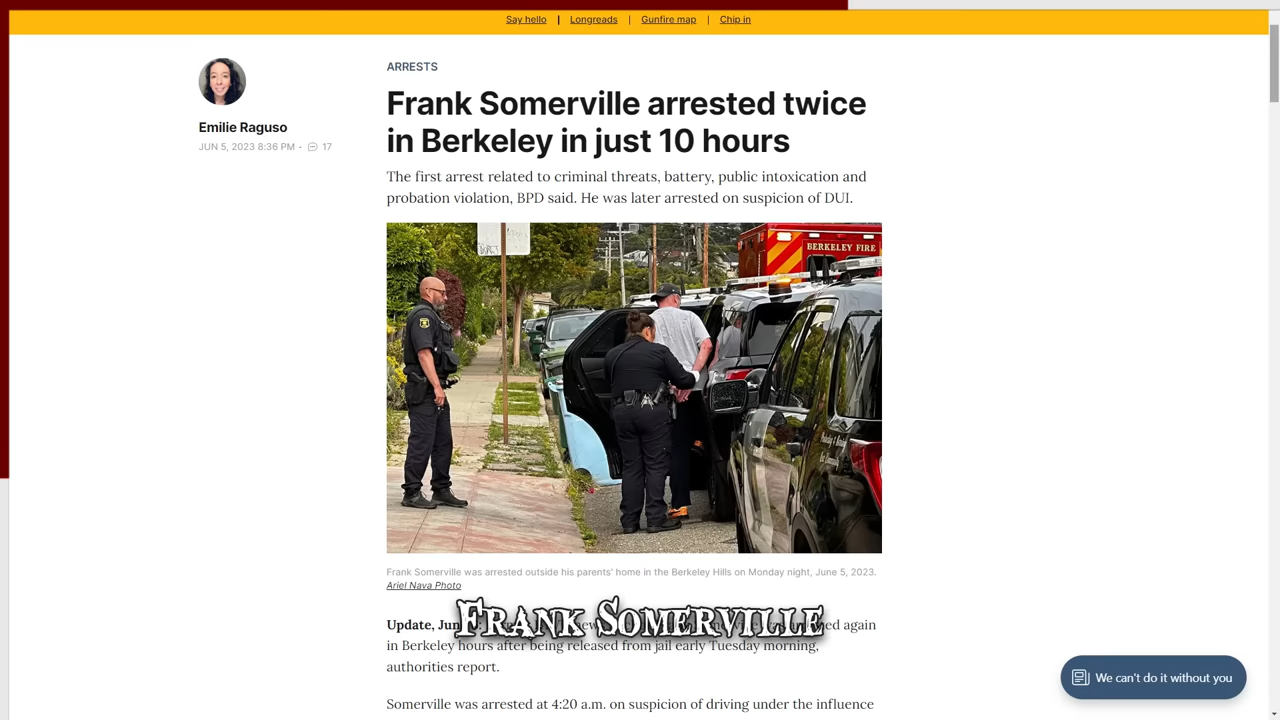 Say hello | Longreads | Gunfire map | Chip in
ARRESTS
Frank Somerville arrested twice
in Berkeley in just 10 hours
Emilie Raguso
JUN 5, 2023 8:36 PM - 17
The first arrest related to criminal threats, battery, public intoxication and
probation violation, BPD said. He was later arrested on suspicion of DUI.
BERKELEY FIRE
Frank Somerville was arrested outside his parents' home in the Berkeley Hills on Monday night, June 5, 2023.
Ariel Nava Photo
FRANK SOMERVILLE
Update, again
in Berkeley hours after being released from jail early Tuesday morning,
authorities report.
Somerville was arrested at 4:20 a.m. on suspicion of driving under the influence
We can't do it without you